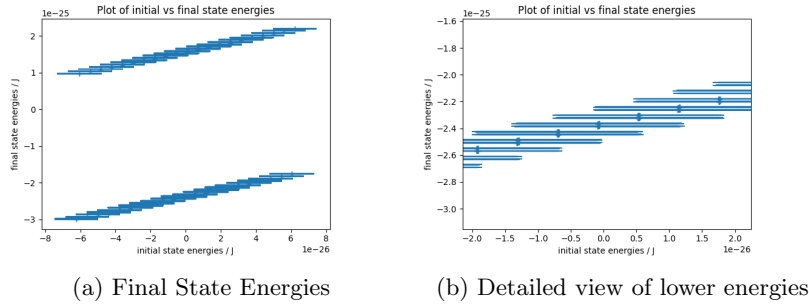 Plot of initial vs final state energies
1e−25
2
1
0
−1
−2
−3
final state energies / J
−8 −6 −4 −2 0 2 4 6 8
initial state energies / J
1e−26
(a) Final State Energies
Plot of initial vs final state energies
1e−25
−1.6
−1.8
−2.0
−2.2
−2.4
−2.6
−2.8
−3.0
final state energies / J
−2.0 −1.5 −1.0 −0.5 0.0 0.5 1.0 1.5 2.0
initial state energies / J
1e−26
(b) Detailed view of lower energies